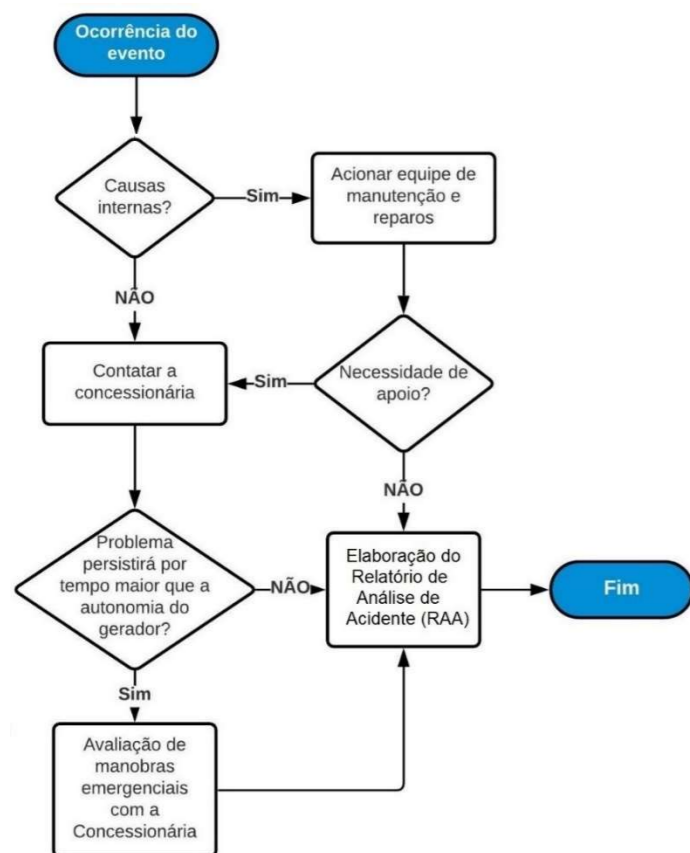 Ocorrência do
evento
Causas
internas?
Sim
Acionar equipe de
manutenção e
reparos
NÃO
Contatar a
concessionária
Sim
Necessidade de
apoio?
NÃO
Problema
persistirá por
tempo maior que a
autonomia do
gerador?
NÃO
Elaboração do
Relatório de
Análise de
Acidente (RAA)
Fim
Sim
Avaliação de
manobras
emergenciais
com a
Concessionária